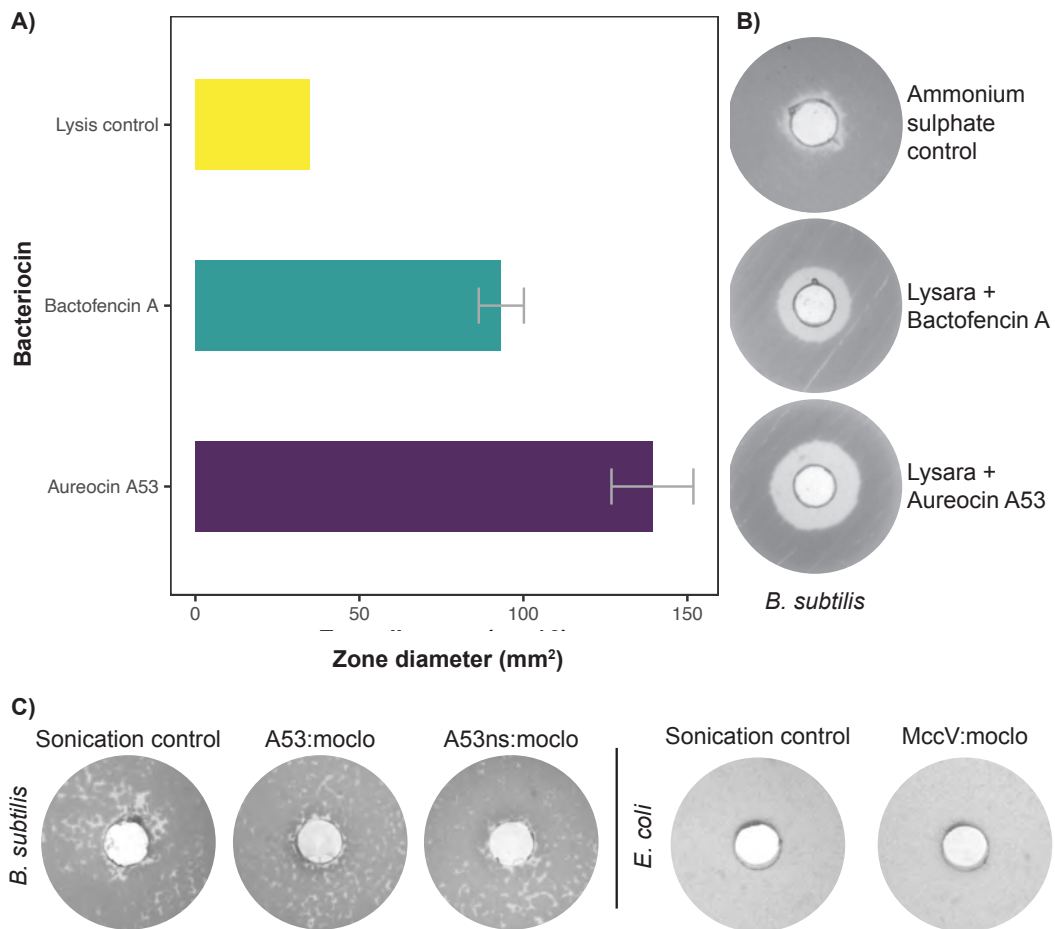 A)
Bacteriocin
Lysis control
Bactofencin A
Aureocin A53
0 50 100 150
Zone diameter (mm²)
B)
Ammonium
sulphate
control
Lysara +
Bactofencin A
Lysara +
Aureocin A53
B. subtilis
C)
Sonication control A53:moclo A53ns:moclo
B. subtilis
Sonication control MccV:moclo
E. coli